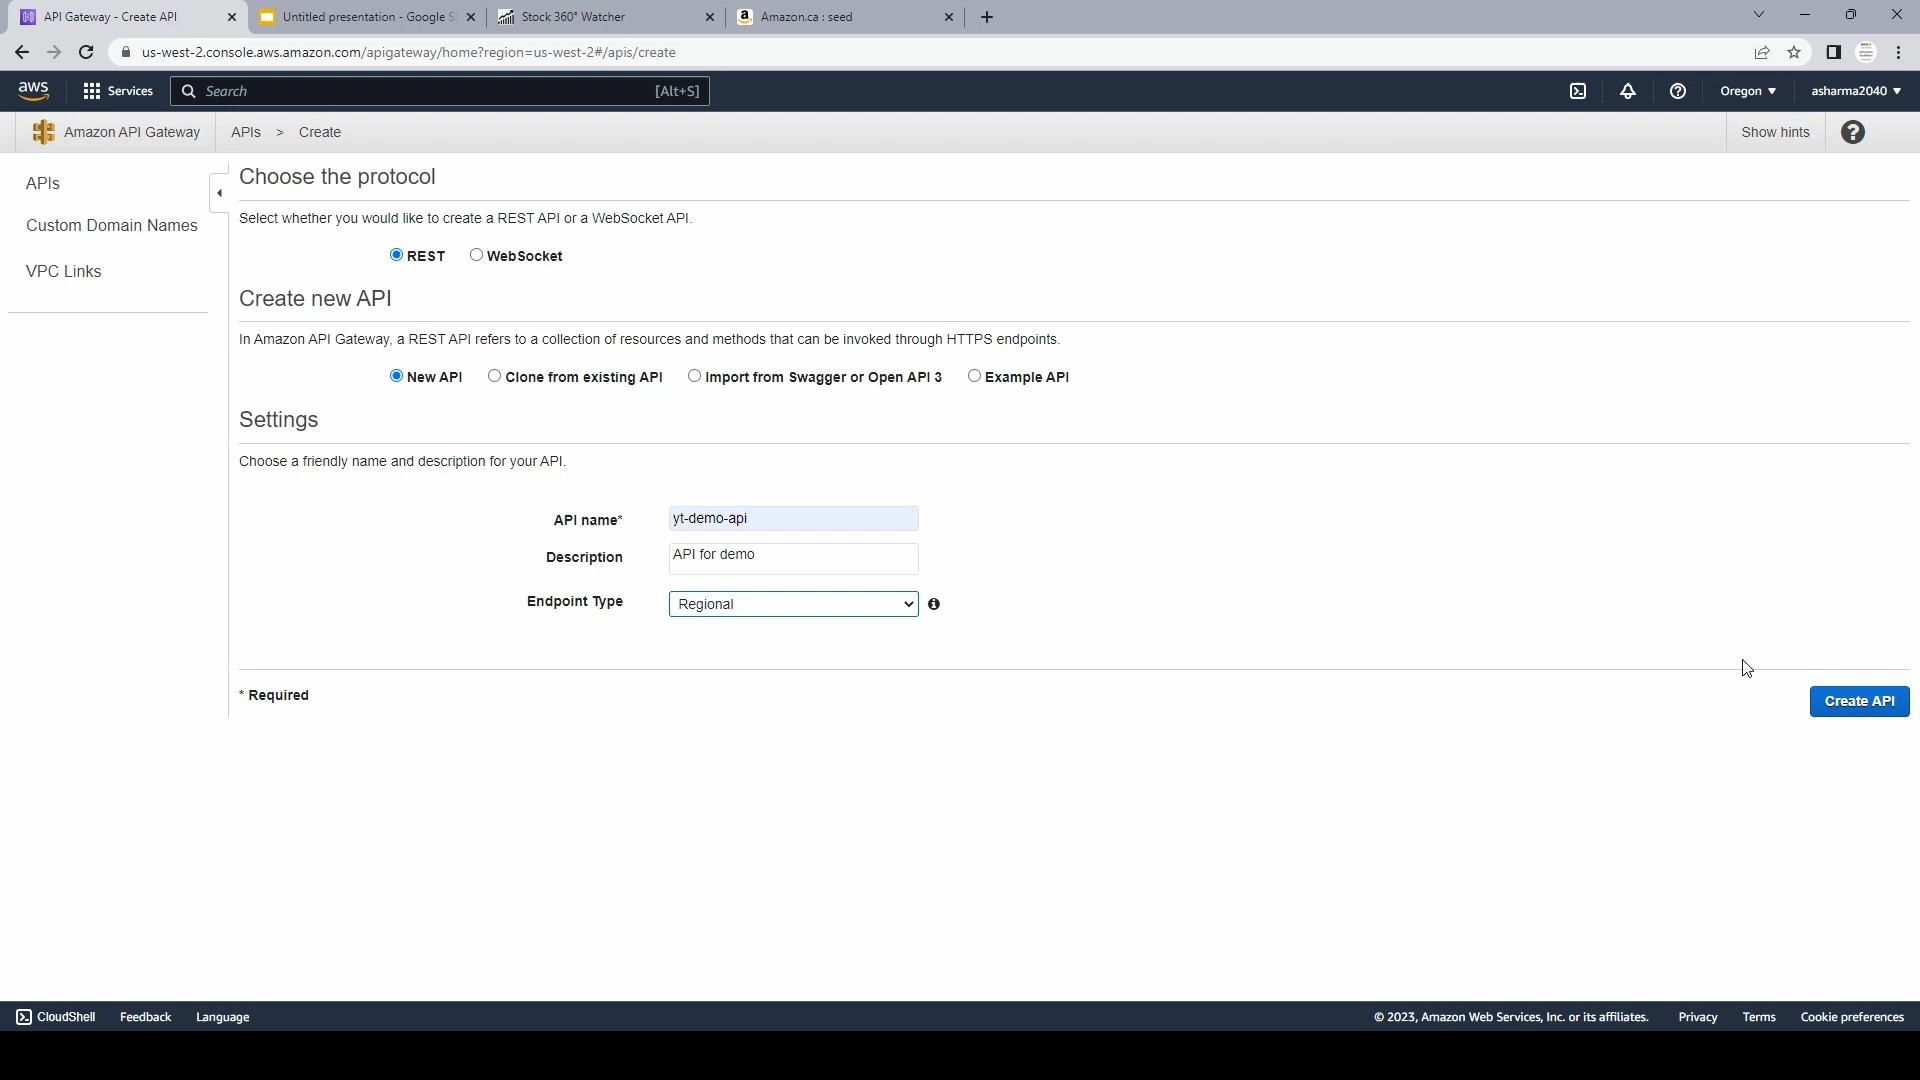 API Gateway - Create API
Untitled presentation - Google S
Stock 360° Watcher
Amazon.ca : seed
us-west-2.console.aws.amazon.com/apigateway/home?region=us-west-2#/apis/create
aws
Services
Search
[Alt+S]
Oregon
asharma2040
Amazon API Gateway
APIs > Create
Show hints
APIs
Custom Domain Names
VPC Links
Choose the protocol
Select whether you would like to create a REST API or a WebSocket API.
REST
WebSocket
Create new API
In Amazon API Gateway, a REST API refers to a collection of resources and methods that can be invoked through HTTPS endpoints.
New API
Clone from existing API
Import from Swagger or Open API 3
Example API
Settings
Choose a friendly name and description for your API.
API name* yt-demo-api
Description API for demo
Endpoint Type Regional
* Required
Create API
CloudShell
Feedback
Language
© 2023, Amazon Web Services, Inc. or its affiliates.
Privacy
Terms
Cookie preferences